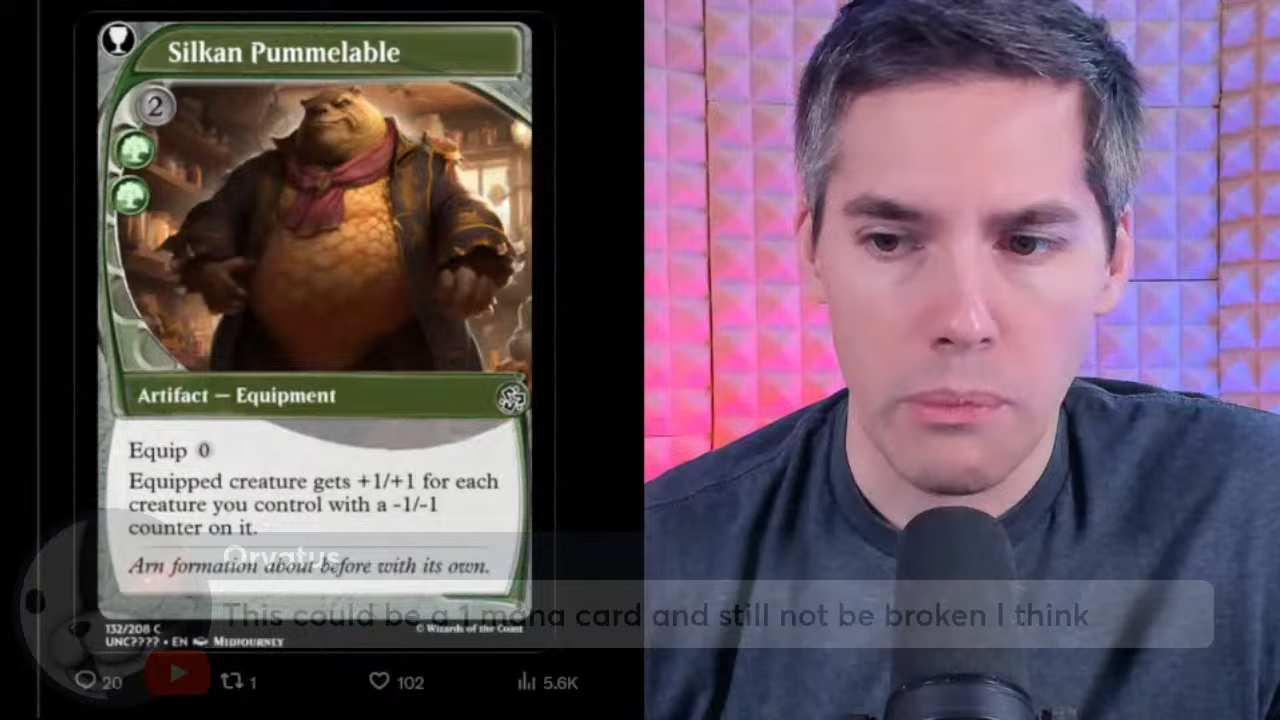 Silkan Pummelable
2
Artifact — Equipment
Equip 0
Equipped creature gets +1/+1 for each
creature you control with a -1/-1
counter on it.
Orvatus
Arn formation about before with its own.
This could be a 1 mana card and still not be broken I think
132/208 C
© Wizards of the Coast
UNC???? • EN MIDJOURNEY
20
1
102
5.6K